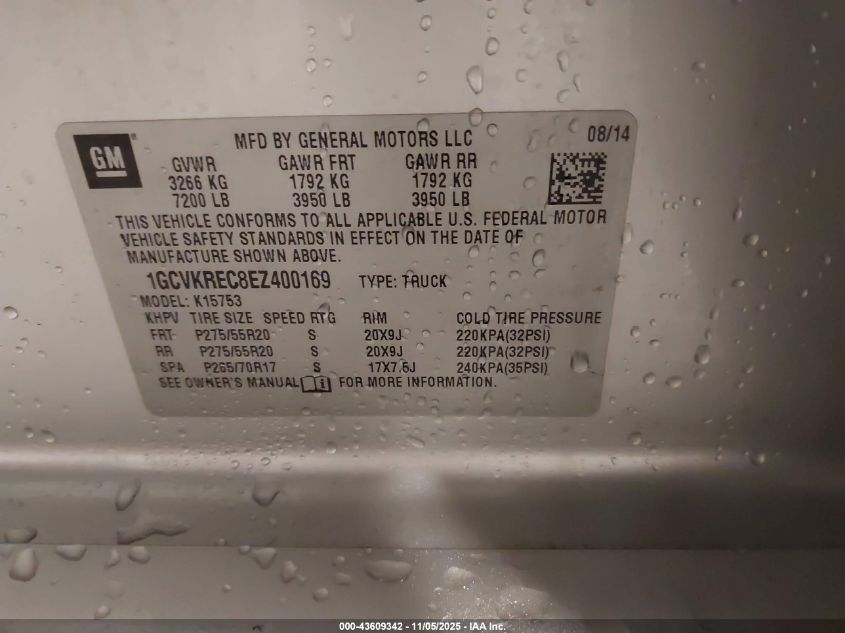 GM
MFD BY GENERAL MOTORS LLC 08/14
GVWR GAWR FRT GAWR RR
3266 KG 1792 KG 1792 KG
7200 LB 3950 LB 3950 LB
THIS VEHICLE CONFORMS TO ALL APPLICABLE U.S. FEDERAL MOTOR
VEHICLE SAFETY STANDARDS IN EFFECT ON THE DATE OF
MANUFACTURE SHOWN ABOVE.
1GCVKREC8EZ400169 TYPE: TRUCK
MODEL: K15753
KHPV TIRE SIZE SPEED RTG RIM COLD TIRE PRESSURE
FRT P275/55R20 S 20X9J 220KPA(32PSI)
RR P275/55R20 S 20X9J 220KPA(32PSI)
SPA P265/70R17 S 17X7.5J 240KPA(35PSI)
SEE OWNER'S MANUAL FOR MORE INFORMATION.
000-43609342 - 11/05/2025 - IAA Inc.